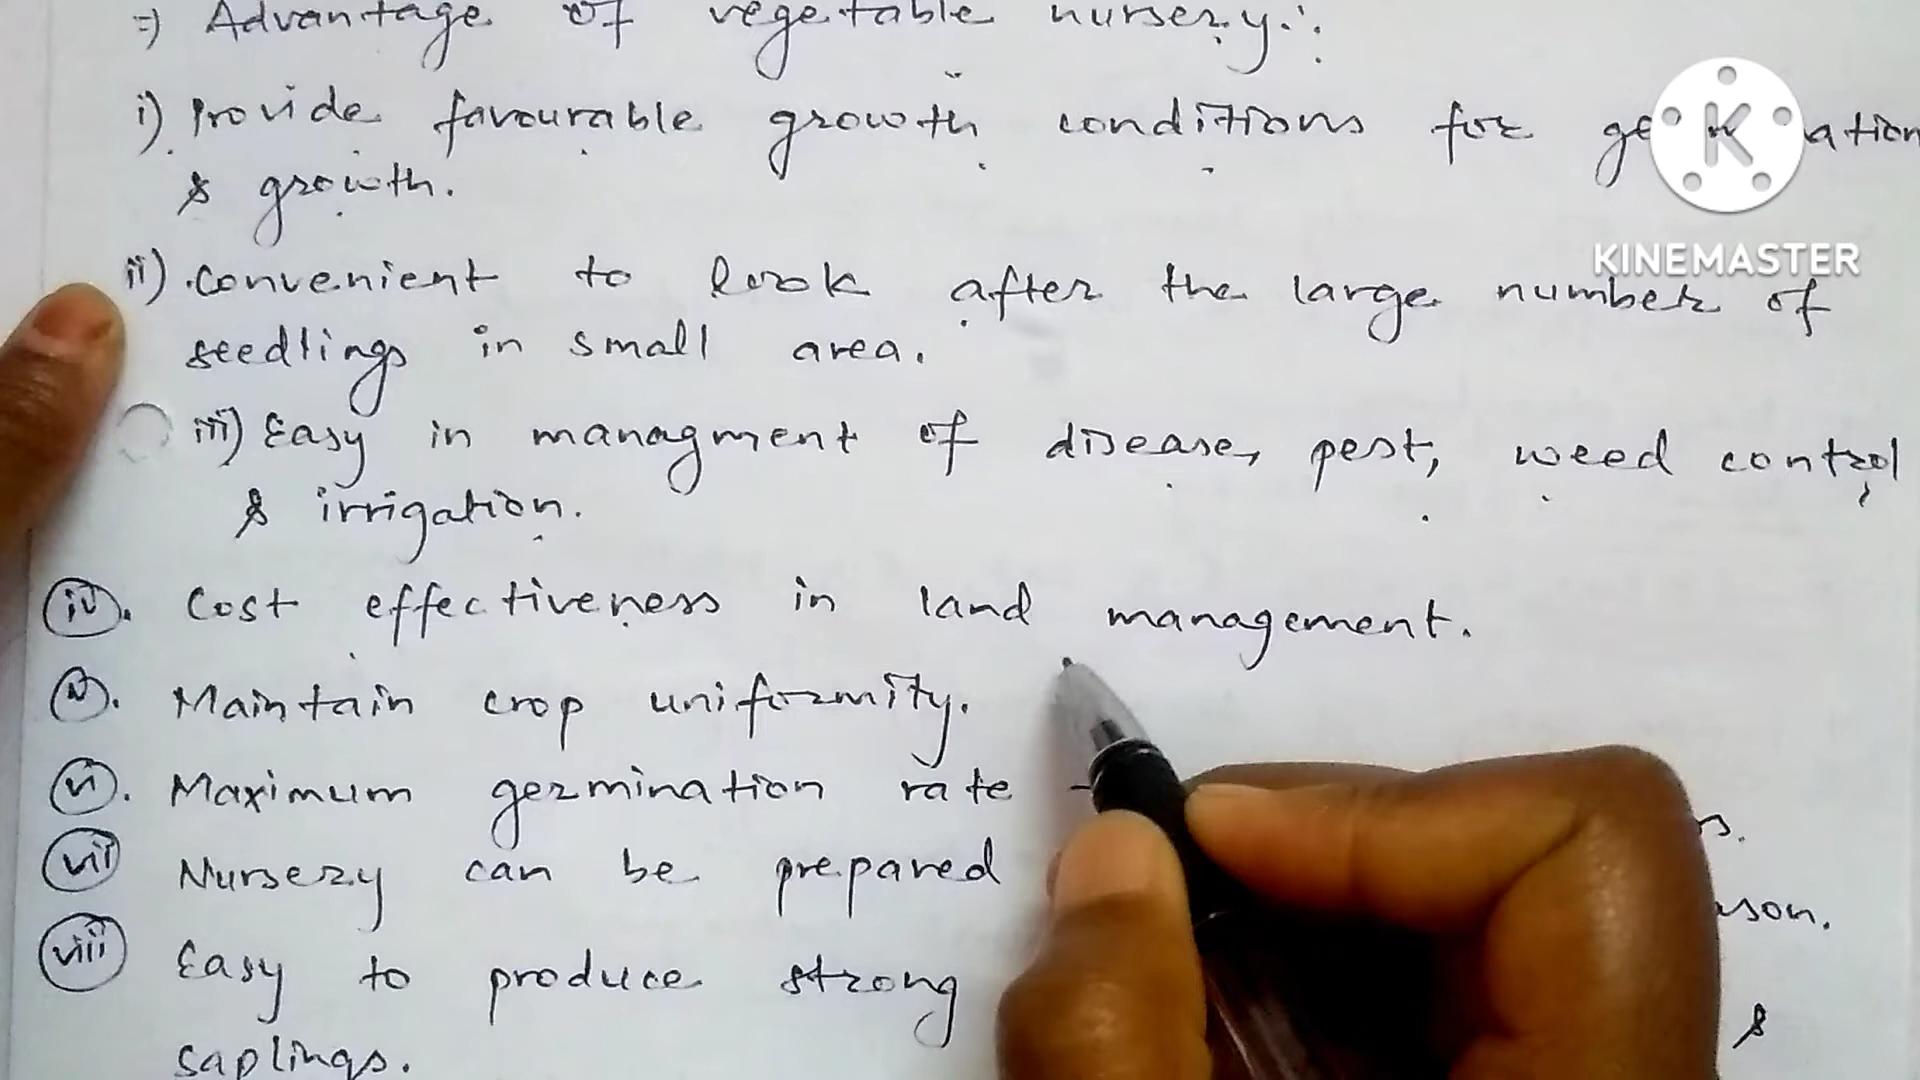 =) Advantage of vegetable nursery:
i) Provide favourable growth conditions for
& growth.
ii) Convenient to look after the large number of
seedlings in small area.
iii) Easy in managment of disease, pest, weed control
& irrigation.
iv. Cost effectiveness in land management.
v. Maintain crop uniformity.
vi. Maximum germination rate
vii Nursery can be prepared
viii Easy to produce strong &
saplings.
K
KINEMASTER